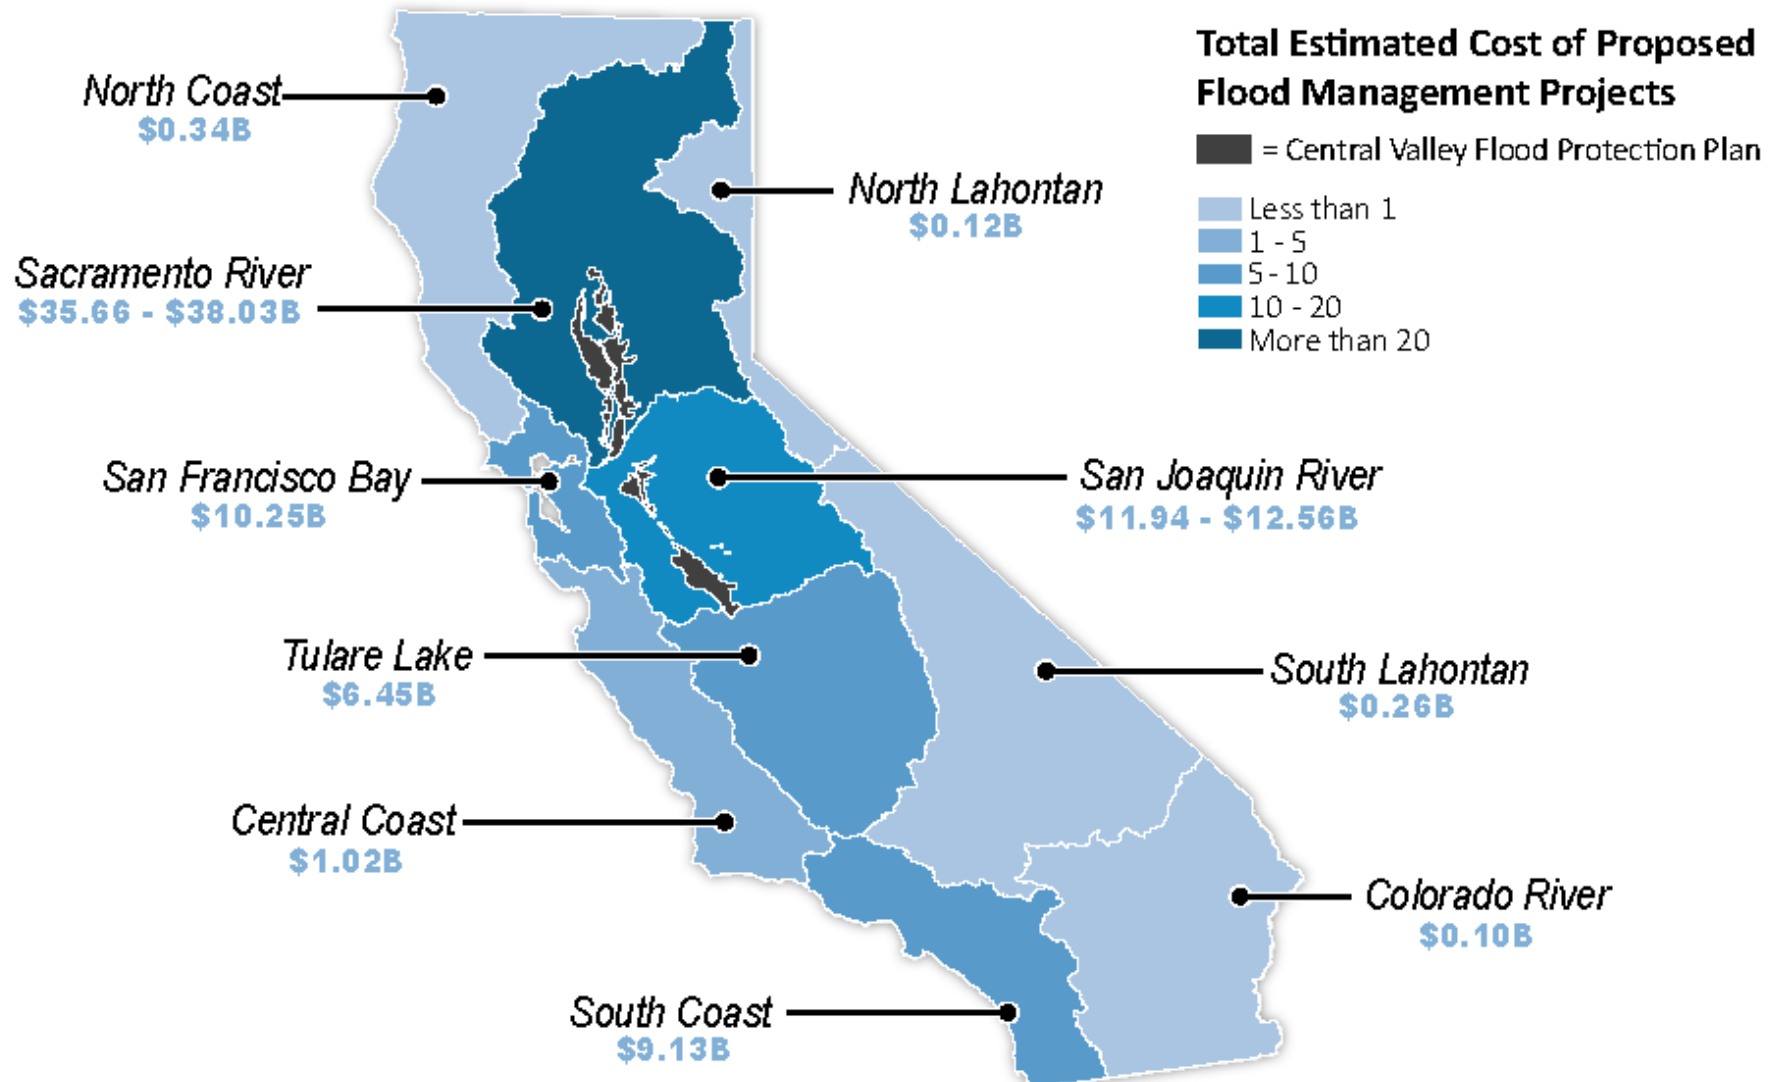 Total Estimated Cost of Proposed
Flood Management Projects
= Central Valley Flood Protection Plan
Less than 1
1 - 5
5 - 10
10 - 20
More than 20
North Coast
$0.34B
North Lahontan
$0.12B
Sacramento River
$35.66 - $38.03B
San Francisco Bay
$10.25B
San Joaquin River
$11.94 - $12.56B
Tulare Lake
$6.45B
South Lahontan
$0.26B
Central Coast
$1.02B
Colorado River
$0.10B
South Coast
$9.13B